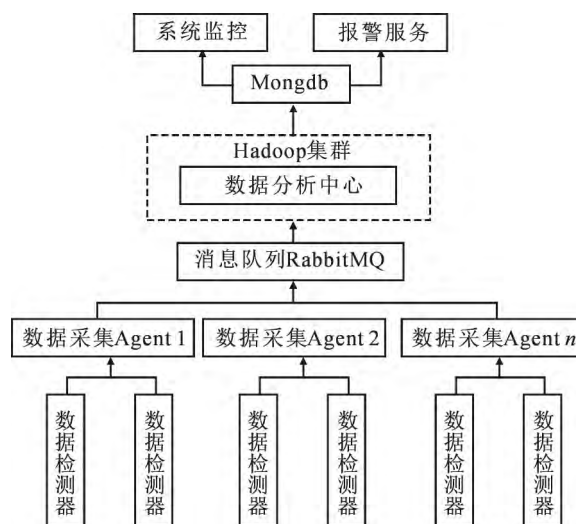 系统监控
报警服务
Mongdb
Hadoop集群
数据分析中心
消息队列RabbitMQ
数据采集Agent 1
数据采集Agent 2
数据采集Agent n
数据检测器
数据检测器
数据检测器
数据检测器
数据检测器
数据检测器